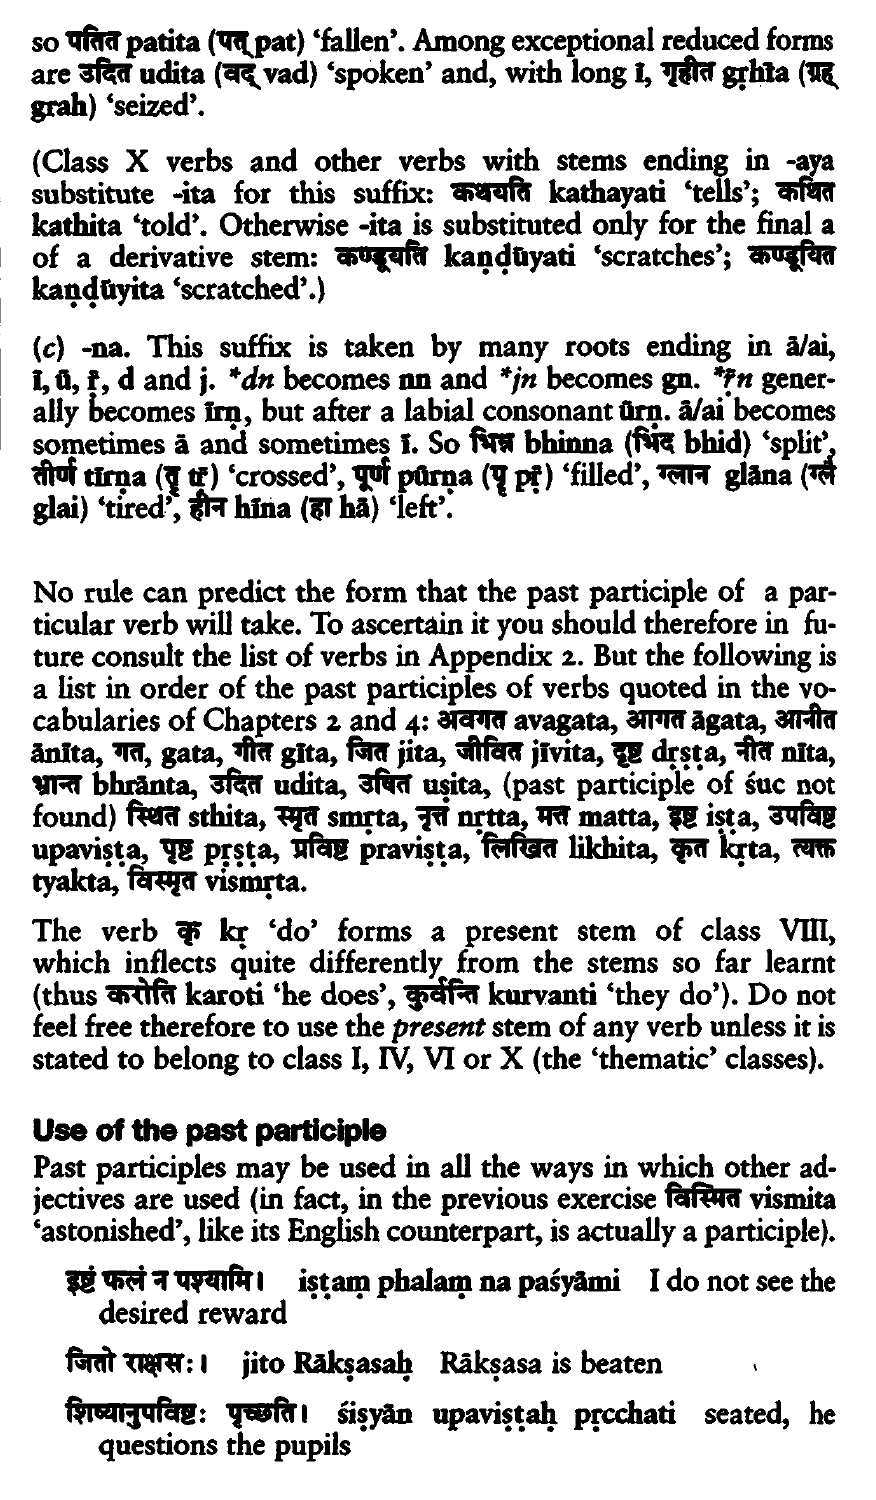 so पतित patita (पत् pat) ‘fallen’. Among exceptional reduced forms
are उदित udita (वद् vad) ‘spoken’ and, with long ī, गृहीत gṛhīta (ग्रह्
grah) ‘seized’.
(Class X verbs and other verbs with stems ending in -aya
substitute -ita for this suffix: कथयति kathayati ‘tells’; कथित
kathita ‘told’. Otherwise -ita is substituted only for the final a
of a derivative stem: कण्डूयति kaṇḍūyati ‘scratches’; कण्डूयित
kaṇḍūyita ‘scratched’.)
(c) -na. This suffix is taken by many roots ending in ā/ai,
ī, ū, ṝ, d and j. *dn becomes nn and *jn becomes gn. *ṝn gener-
ally becomes īrṇ, but after a labial consonant ūrṇ. ā/ai becomes
sometimes ā and sometimes ī. So भिन्न bhinna (भिद bhid) ‘split’,
तीर्ण tīrṇa (तॄ tṝ) ‘crossed’, पूर्ण pūrṇa (पॄ pṝ) ‘filled’, ग्लान glāna (ग्लै
glai) ‘tired’, हीन hīna (हा hā) ‘left’.
No rule can predict the form that the past participle of a par-
ticular verb will take. To ascertain it you should therefore in fu-
ture consult the list of verbs in Appendix 2. But the following is
a list in order of the past participles of verbs quoted in the vo-
cabularies of Chapters 2 and 4: अवगत avagata, आगत āgata, आनीत
ānīta, गत, gata, गीत gīta, जित jita, जीवित jīvita, दृष्ट dṛṣṭa, नीत nīta,
भ्रान्त bhrānta, उदित udita, उषित uṣita, (past participle of śuc not
found) स्थित sthita, स्मृत smṛta, नृत्त nṛtta, मत्त matta, इष्ट iṣṭa, उपविष्ट
upaviṣṭa, पृष्ट pṛṣṭa, प्रविष्ट praviṣṭa, लिखित likhita, कृत kṛta, त्यक्त
tyakta, विस्मृत vismṛta.
The verb कृ kṛ ‘do’ forms a present stem of class VIII,
which inflects quite differently from the stems so far learnt
(thus करोति karoti ‘he does’, कुर्वन्ति kurvanti ‘they do’). Do not
feel free therefore to use the present stem of any verb unless it is
stated to belong to class I, IV, VI or X (the ‘thematic’ classes).
Use of the past participle
Past participles may be used in all the ways in which other ad-
jectives are used (in fact, in the previous exercise विस्मित vismita
‘astonished’, like its English counterpart, is actually a participle).
इष्टं फलं न पश्यामि। iṣṭaṃ phalaṃ na paśyāmi I do not see the
desired reward
जितो राक्षसः। jito Rākṣasaḥ Rākṣasa is beaten
शिष्यानुपविष्टः पृच्छति। śiṣyān upaviṣṭaḥ pṛcchati seated, he
questions the pupils